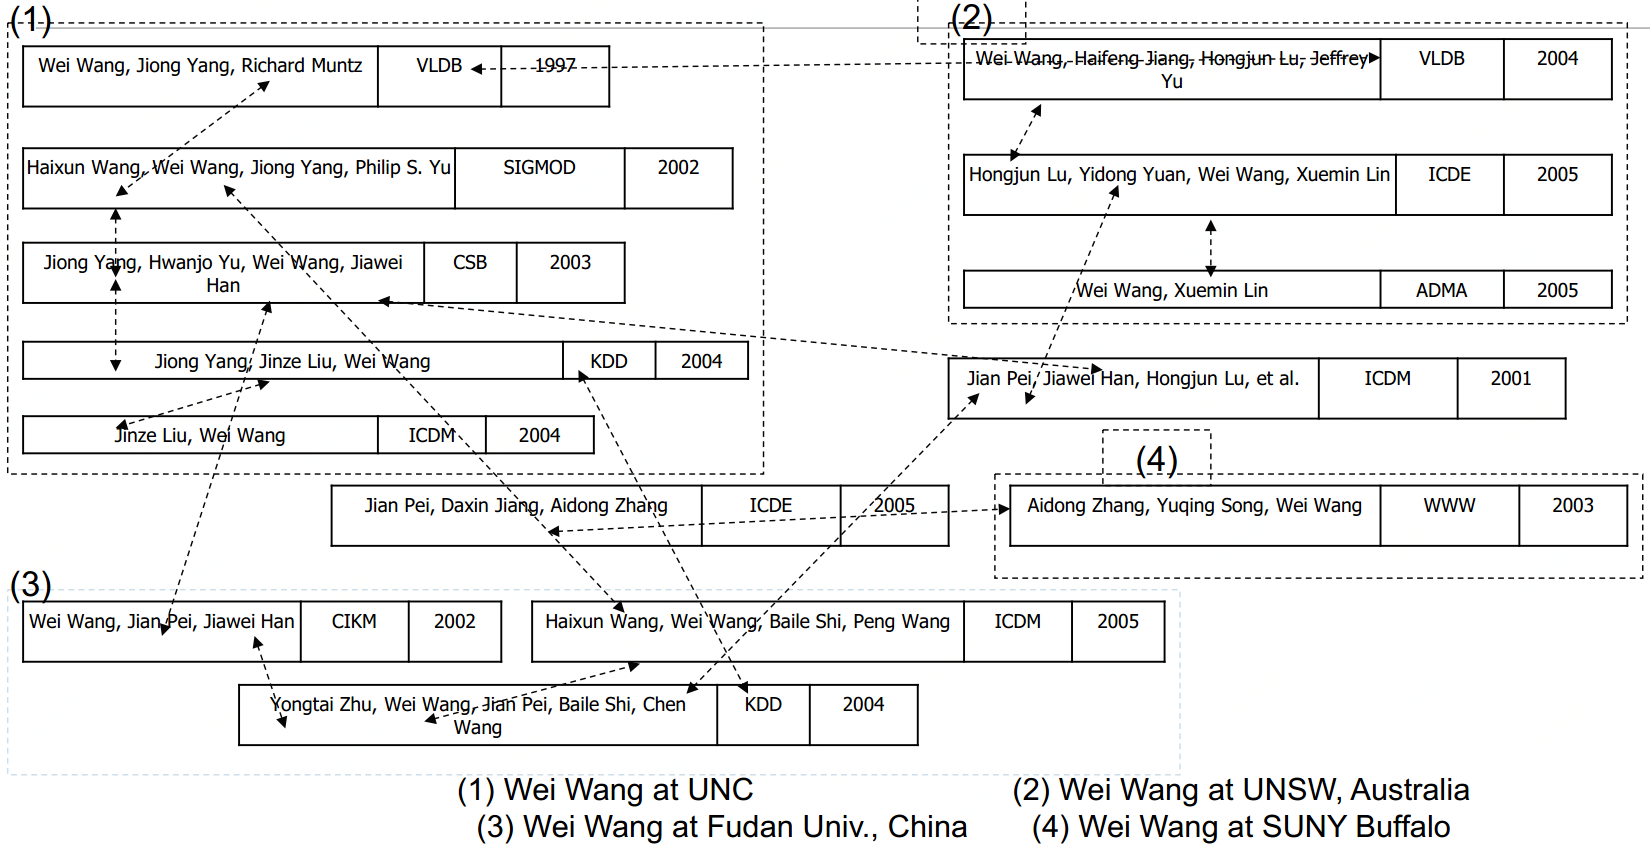 (1)
Wei Wang, Jiong Yang, Richard Muntz VLDB 1997
Haixun Wang, Wei Wang, Jiong Yang, Philip S. Yu SIGMOD 2002
Jiong Yang, Hwanjo Yu, Wei Wang, Jiawei
Han
CSB 2003
Jiong Yang, Jinze Liu, Wei Wang KDD 2004
Jinze Liu, Wei Wang ICDM 2004
(2)
Wei Wang, Haifeng Jiang, Hongjun Lu, Jeffrey
Yu
VLDB 2004
Hongjun Lu, Yidong Yuan, Wei Wang, Xuemin Lin ICDE 2005
Wei Wang, Xuemin Lin ADMA 2005
Jian Pei, Jiawei Han, Hongjun Lu, et al. ICDM 2001
(4)
Jian Pei, Daxin Jiang, Aidong Zhang ICDE 2005
Aidong Zhang, Yuqing Song, Wei Wang WWW 2003
(3)
Wei Wang, Jian Pei, Jiawei Han CIKM 2002
Haixun Wang, Wei Wang, Baile Shi, Peng Wang ICDM 2005
Yongtai Zhu, Wei Wang, Jian Pei, Baile Shi, Chen
Wang
KDD 2004
(1) Wei Wang at UNC
(2) Wei Wang at UNSW, Australia
(3) Wei Wang at Fudan Univ., China
(4) Wei Wang at SUNY Buffalo